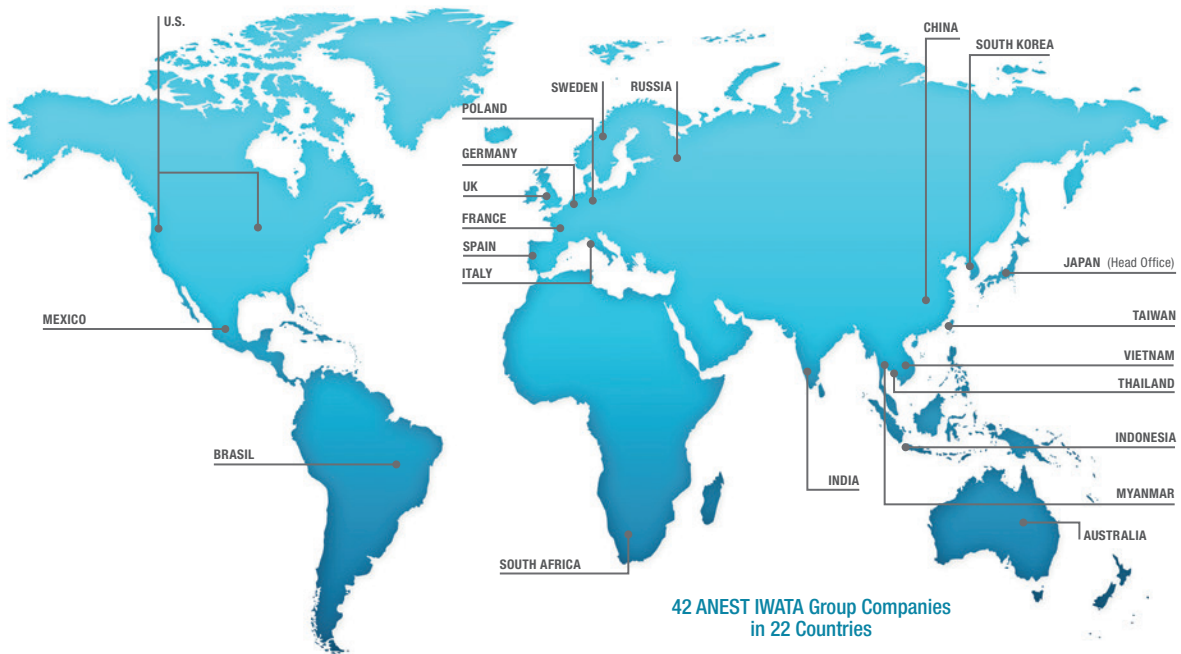 U.S.
CHINA
SOUTH KOREA
SWEDEN
RUSSIA
POLAND
GERMANY
UK
FRANCE
SPAIN
ITALY
JAPAN (Head Office)
MEXICO
TAIWAN
VIETNAM
THAILAND
BRASIL
INDONESIA
INDIA
MYANMAR
AUSTRALIA
SOUTH AFRICA
42 ANEST IWATA Group Companies
in 22 Countries